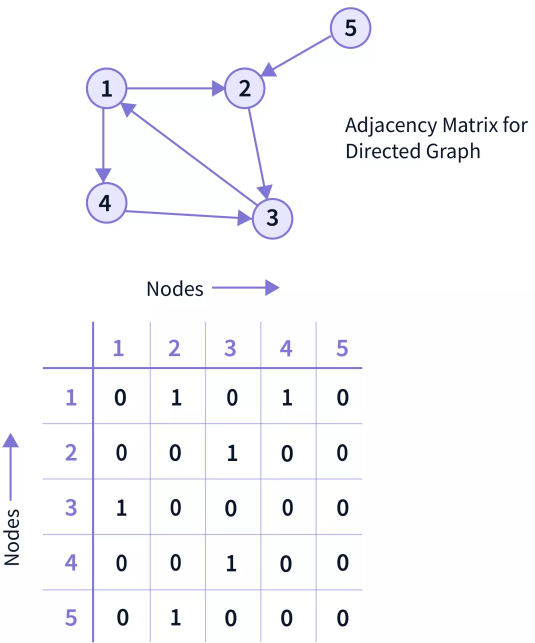 5
1 2
Adjacency Matrix for
Directed Graph
4 3
Nodes
1 2 3 4 5
1 0 1 0 1 0
2 0 0 1 0 0
3 1 0 0 0 0
4 0 0 1 0 0
5 0 1 0 0 0
Nodes